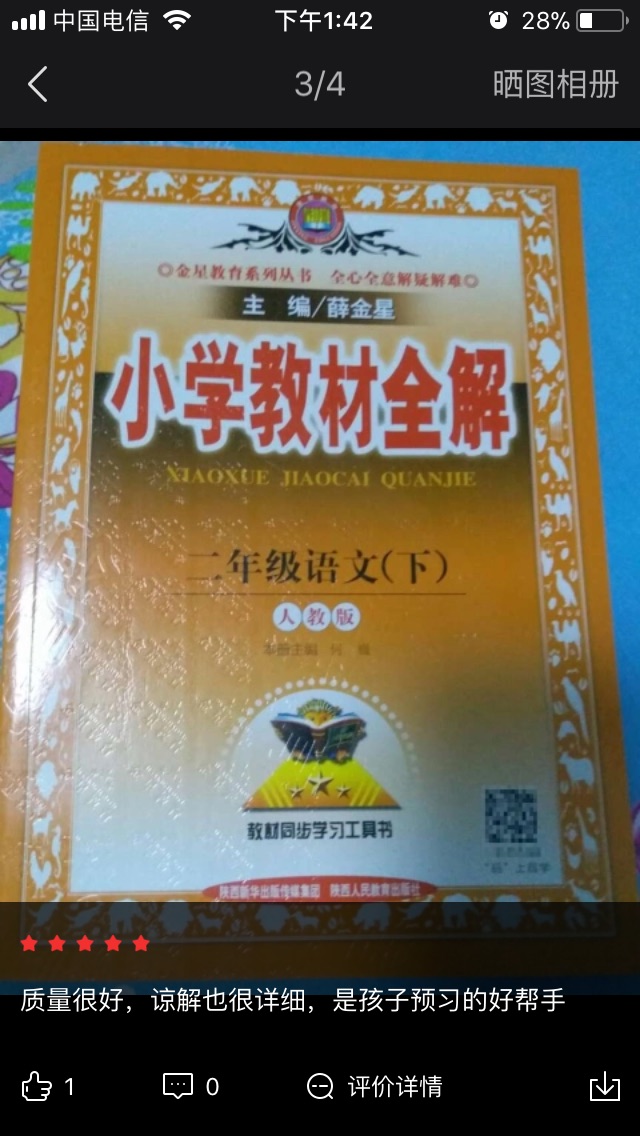 中国电信
下午1:42
28%
3/4
晒图相册
◎金星教育系列丛书 全心全意解疑解难◎
主 编/薛金星
小学教材全解
XIAOXUE JIAOCAI QUANJIE
二年级语文(下)
人教版
本册主编
教材同步学习工具书
陕西新华出版传媒集团 陕西人民教育出版社
质量很好，谅解也很详细，是孩子预习的好帮手
1
0
评价详情